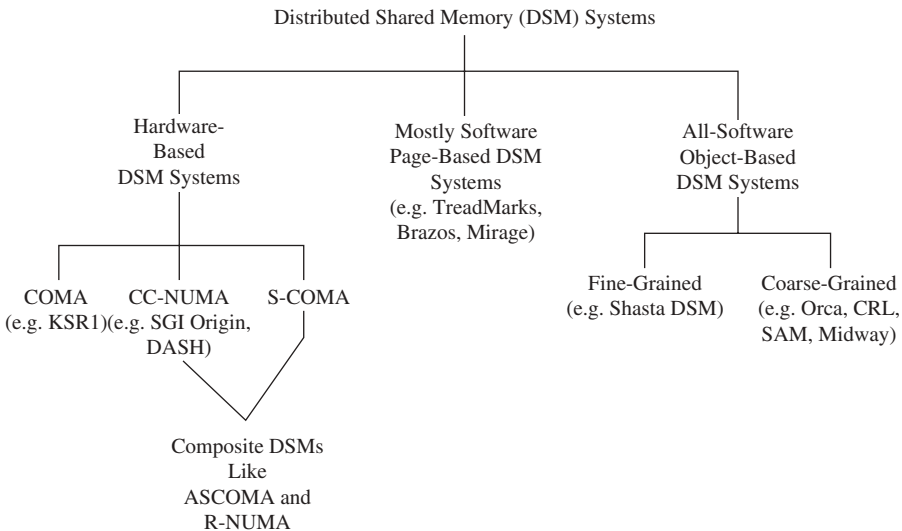 Distributed Shared Memory (DSM) Systems
Hardware-
Based
DSM Systems
Mostly Software
Page-Based DSM
Systems
(e.g. TreadMarks,
Brazos, Mirage)
All-Software
Object-Based
DSM Systems
COMA
(e.g. KSR1)
CC-NUMA
(e.g. SGI Origin,
DASH)
S-COMA
Fine-Grained
(e.g. Shasta DSM)
Coarse-Grained
(e.g. Orca, CRL,
SAM, Midway)
Composite DSMs
Like
ASCOMA and
R-NUMA